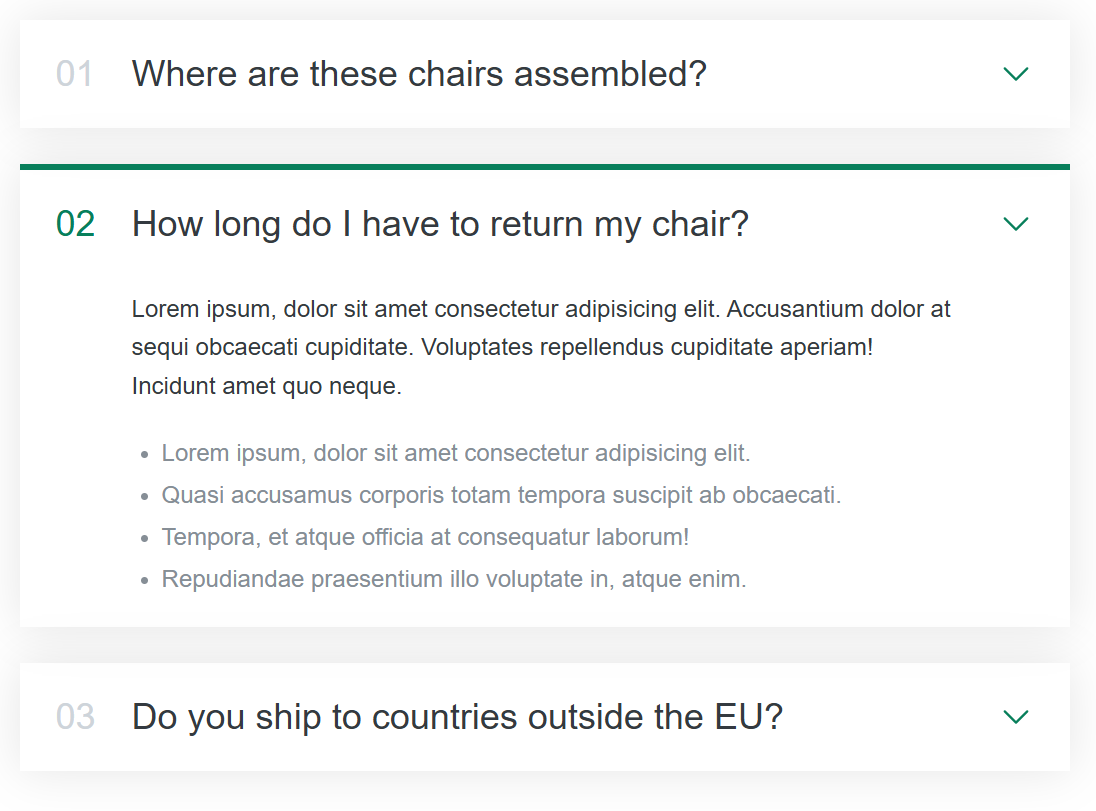 01 Where are these chairs assembled?
02 How long do I have to return my chair?
Lorem ipsum, dolor sit amet consectetur adipisicing elit. Accusantium dolor at
sequi obcaecati cupiditate. Voluptates repellendus cupiditate aperiam!
Incidunt amet quo neque.
• Lorem ipsum, dolor sit amet consectetur adipisicing elit.
• Quasi accusamus corporis totam tempora suscipit ab obcaecati.
• Tempora, et atque officia at consequatur laborum!
• Repudiandae praesentium illo voluptate in, atque enim.
03 Do you ship to countries outside the EU?